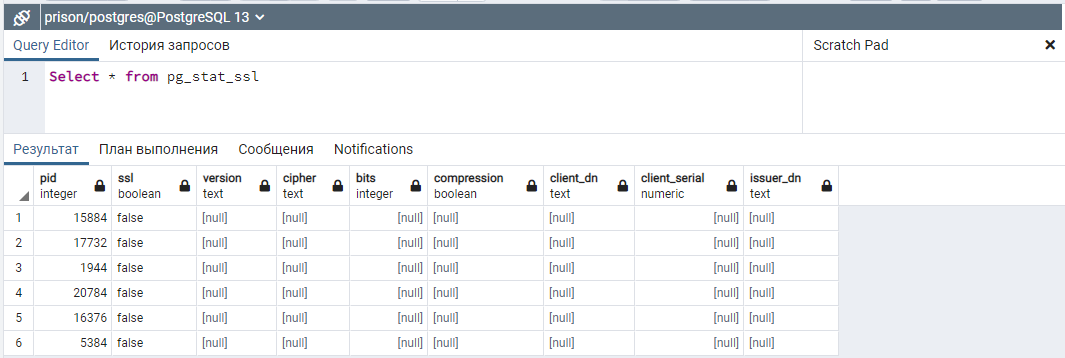 prison/postgres@PostgreSQL 13
Query Editor История запросов Scratch Pad
1 Select * from pg_stat_ssl
Результат План выполнения Сообщения Notifications
pid ssl version cipher bits compression client_dn client_serial issuer_dn
integer boolean text text integer boolean text numeric text
1 15884 false [null] [null] [null] [null] [null] [null] [null]
2 17732 false [null] [null] [null] [null] [null] [null] [null]
3 1944 false [null] [null] [null] [null] [null] [null] [null]
4 20784 false [null] [null] [null] [null] [null] [null] [null]
5 16376 false [null] [null] [null] [null] [null] [null] [null]
6 5384 false [null] [null] [null] [null] [null] [null] [null]